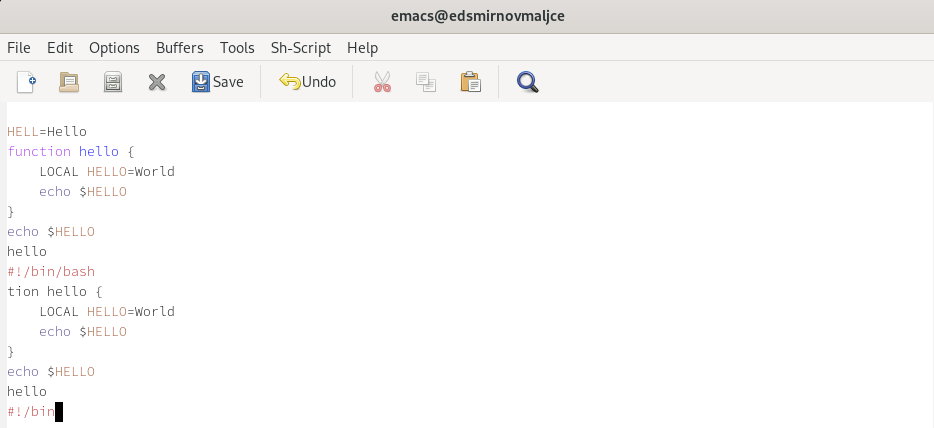 emacs@edsmirnovmaljce
File Edit Options Buffers Tools Sh-Script Help
Save Undo
HELL=Hello
function hello {
    LOCAL HELLO=World
    echo $HELLO
}
echo $HELLO
hello
#!/bin/bash
tion hello {
    LOCAL HELLO=World
    echo $HELLO
}
echo $HELLO
hello
#!/bin